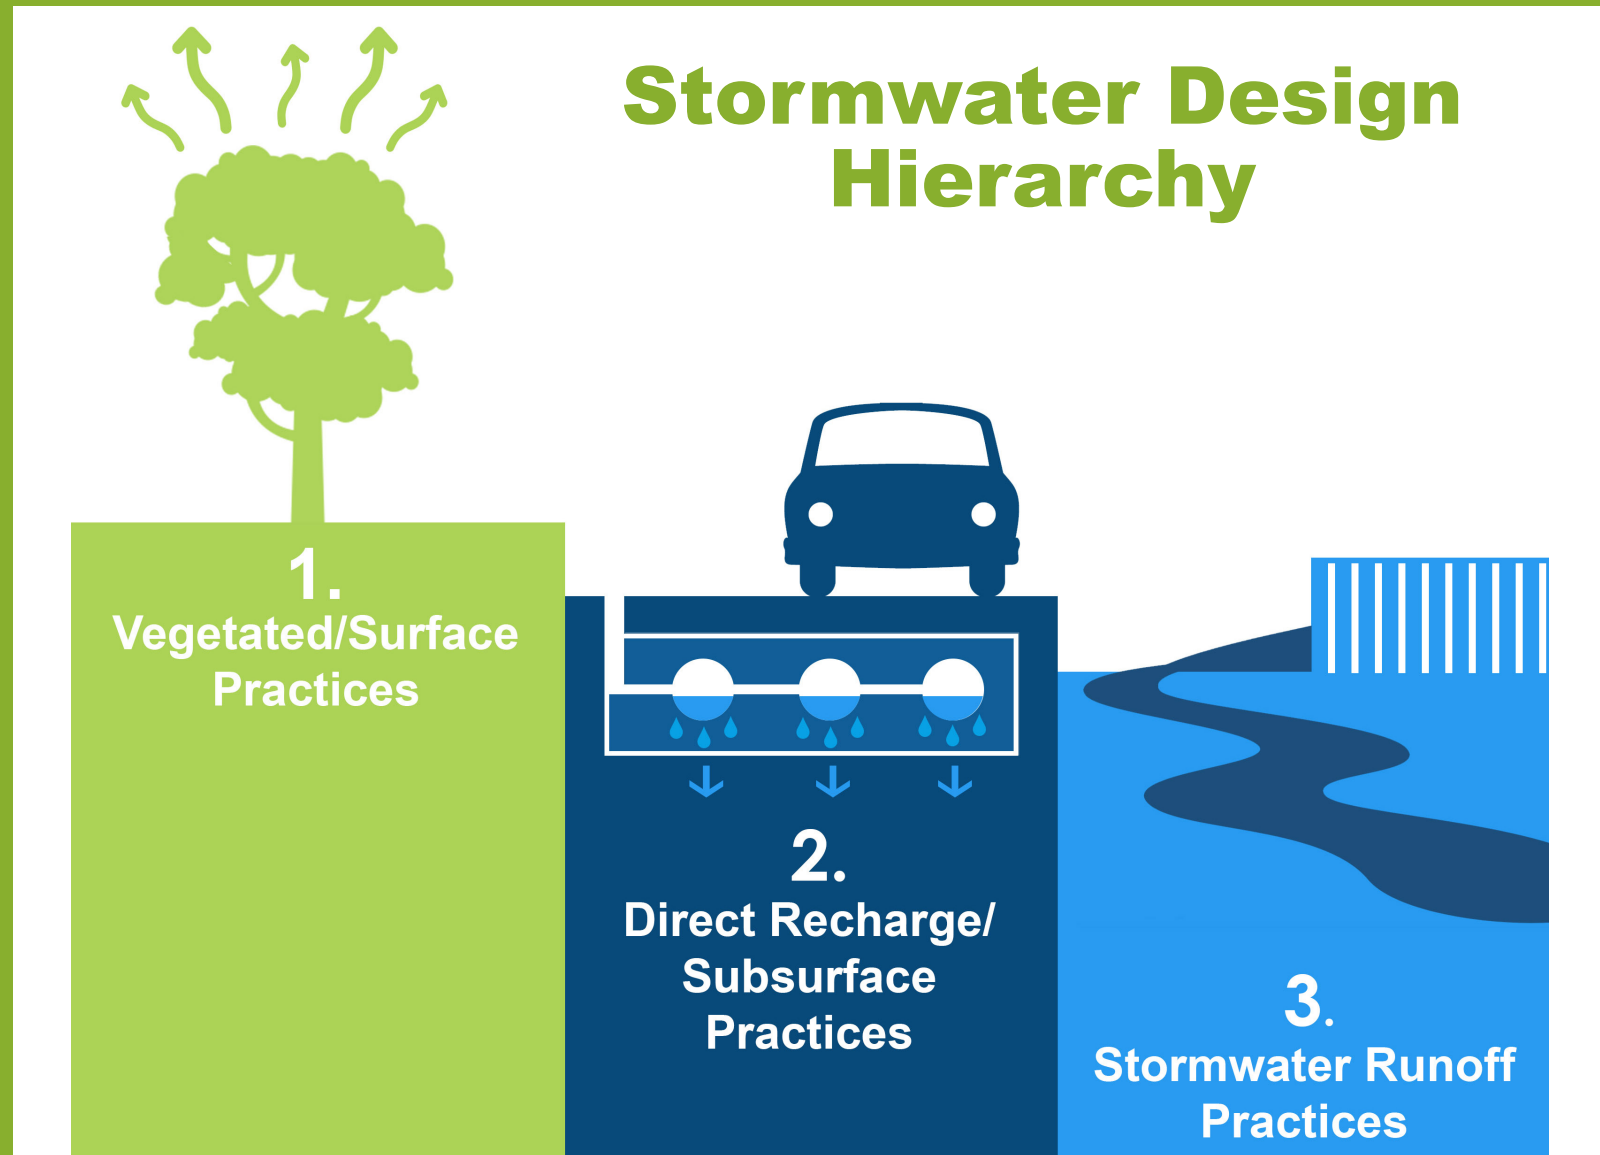 Stormwater Design
Hierarchy
1.
Vegetated/Surface
Practices
2.
Direct Recharge/
Subsurface
Practices
3.
Stormwater Runoff
Practices